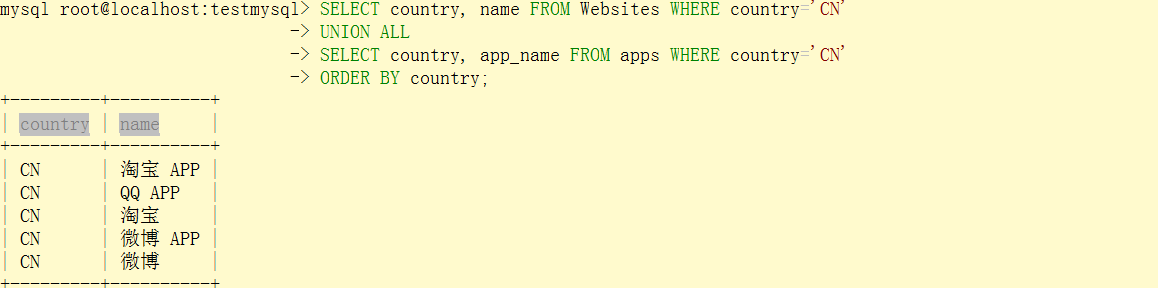 mysql root@localhost:testmysql> SELECT country, name FROM Websites WHERE country='CN'
-> UNION ALL
-> SELECT country, app_name FROM apps WHERE country='CN'
-> ORDER BY country;
+---------+----------+
| country | name     |
+---------+----------+
| CN      | 淘宝 APP |
| CN      | QQ APP   |
| CN      | 淘宝     |
| CN      | 微博 APP |
| CN      | 微博     |
+---------+----------+